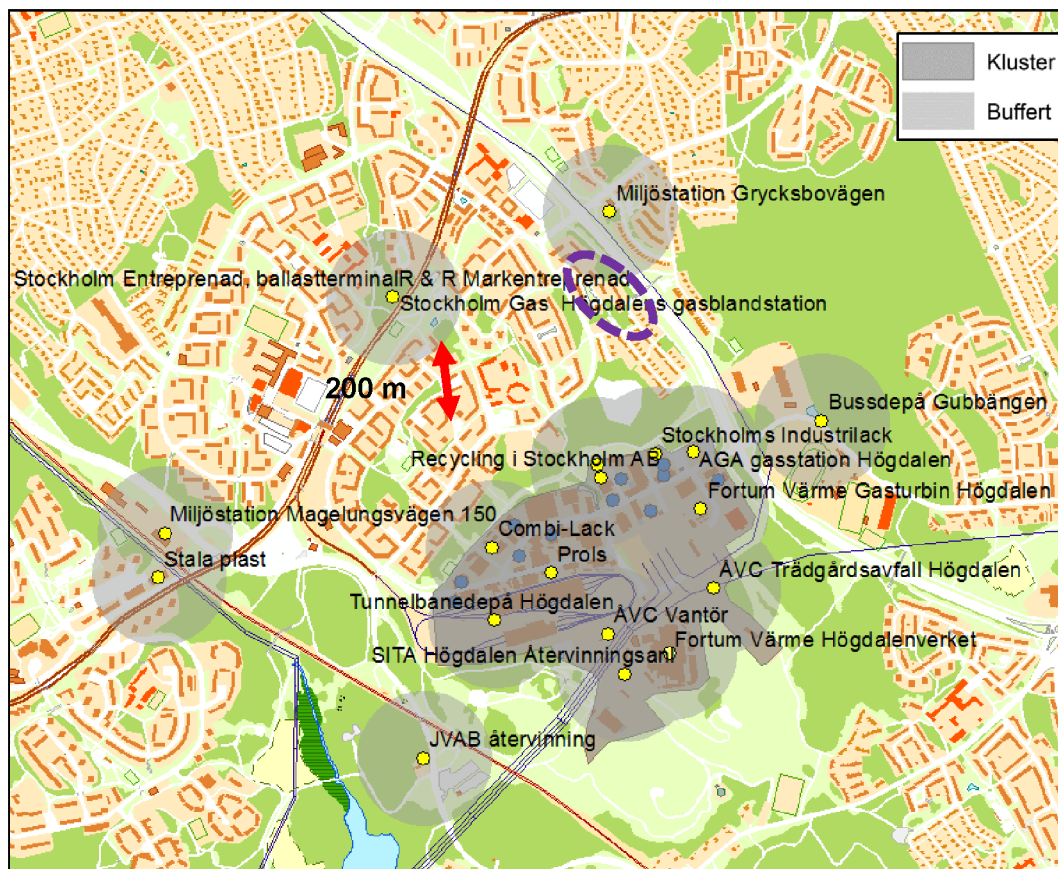 Kluster
Buffert
Miljöstation Grycksbovägen
Stockholm Entreprenad, ballastterminalR & R Markentreprenad
Stockholm Gas Högdalens gasblandstation
200 m
Bussdepå Gubbängen
Stockholms Industrilack
Recycling i Stockholm AB
AGA gasstation Högdalen
Fortum Värme Gasturbin Högdalen
Miljöstation Magelungsvägen 150
Combi-Lack
Stala plast
Prols
ÅVC Trädgårdsavfall Högdalen
Tunnelbanedepå Högdalen
ÅVC Vantör
Fortum Värme Högdalenverket
SITA Högdalen Återvinningsanl
JVAB återvinning